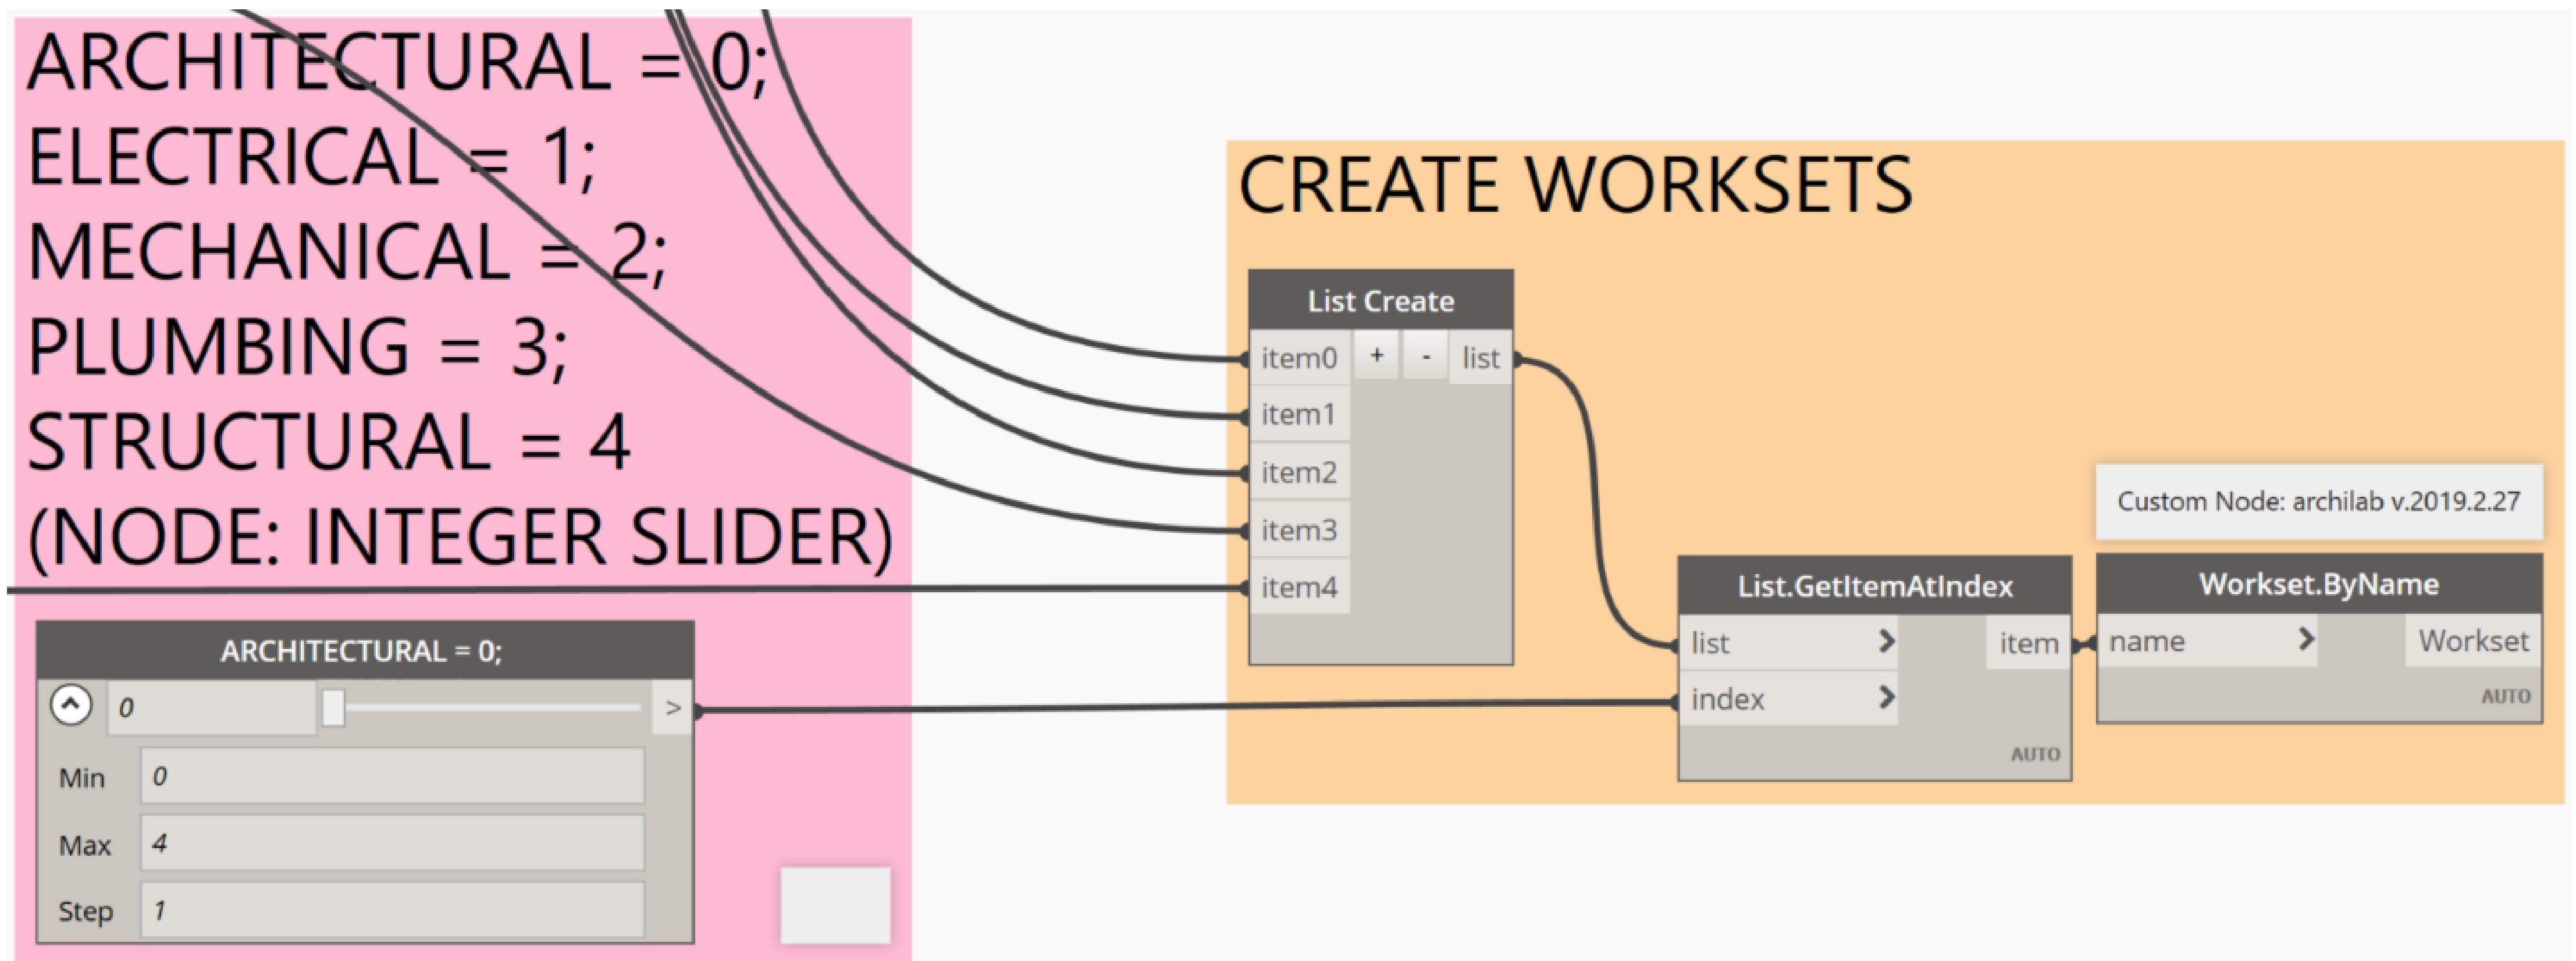 ARCHITECTURAL = 0;
ELECTRICAL = 1;
MECHANICAL = 2;
PLUMBING = 3;
STRUCTURAL = 4
(NODE: INTEGER SLIDER)
ARCHITECTURAL = 0;
0 >
Min 0
Max 4
Step 1
CREATE WORKSETS
List Create
item0 + - list
item1
item2
item3
item4
List.GetItemAtIndex
list > item
index >
AUTO
Custom Node: archilab v.2019.2.27
Workset.ByName
name > Workset
AUTO